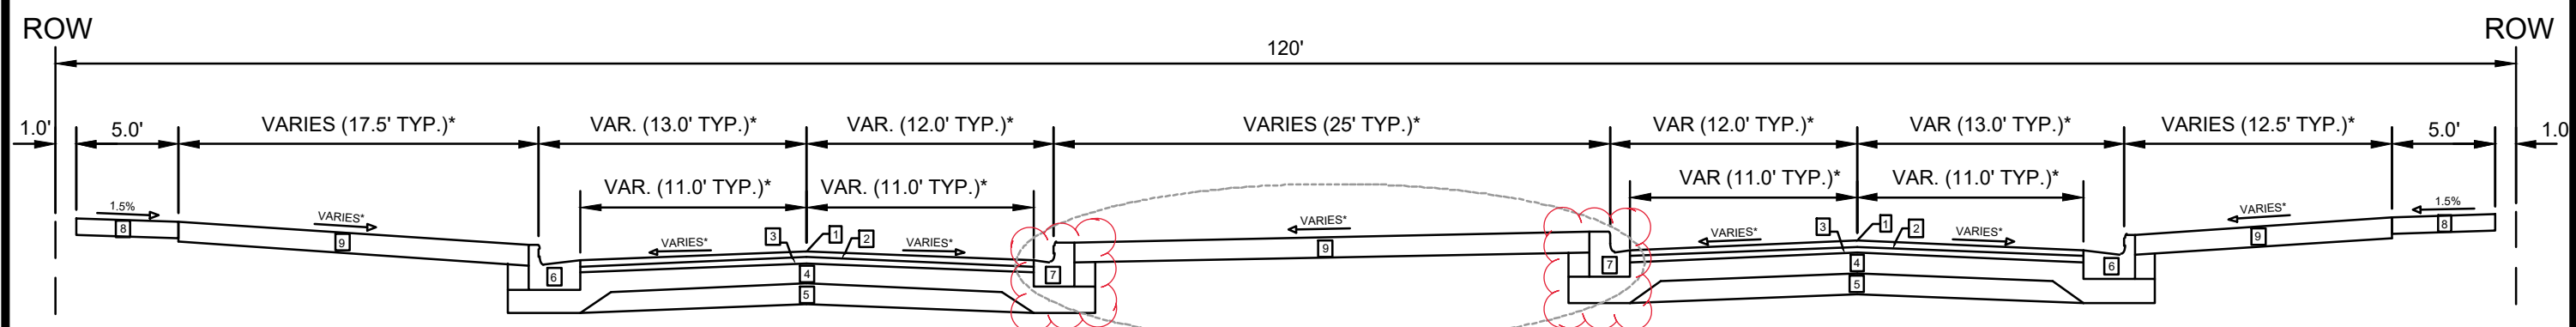 ROW
ROW
120'
1.0'
5.0'
VARIES (17.5' TYP.)*
VAR. (13.0' TYP.)*
VAR. (12.0' TYP.)*
VARIES (25' TYP.)*
VAR (12.0' TYP.)*
VAR (13.0' TYP.)*
VARIES (12.5' TYP.)*
5.0'
1.0
VAR. (11.0' TYP.)*
VAR. (11.0' TYP.)*
VAR (11.0' TYP.)*
VAR. (11.0' TYP.)*
1.5%
VARIES*
VARIES*
VARIES*
VARIES*
VARIES*
VARIES*
VARIES*
1.5%
8
9
3
1
2
9
3
1
2
9
8
6
4
7
7
4
6
5
5